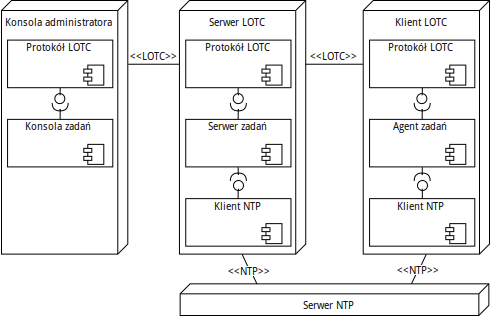 Konsola administratora
Serwer LOTC
Klient LOTC
Protokół LOTC
<<LOTC>>
Protokół LOTC
<<LOTC>>
Protokół LOTC
Konsola zadań
Serwer zadań
Agent zadań
Klient NTP
Klient NTP
<<NTP>>
<<NTP>>
Serwer NTP